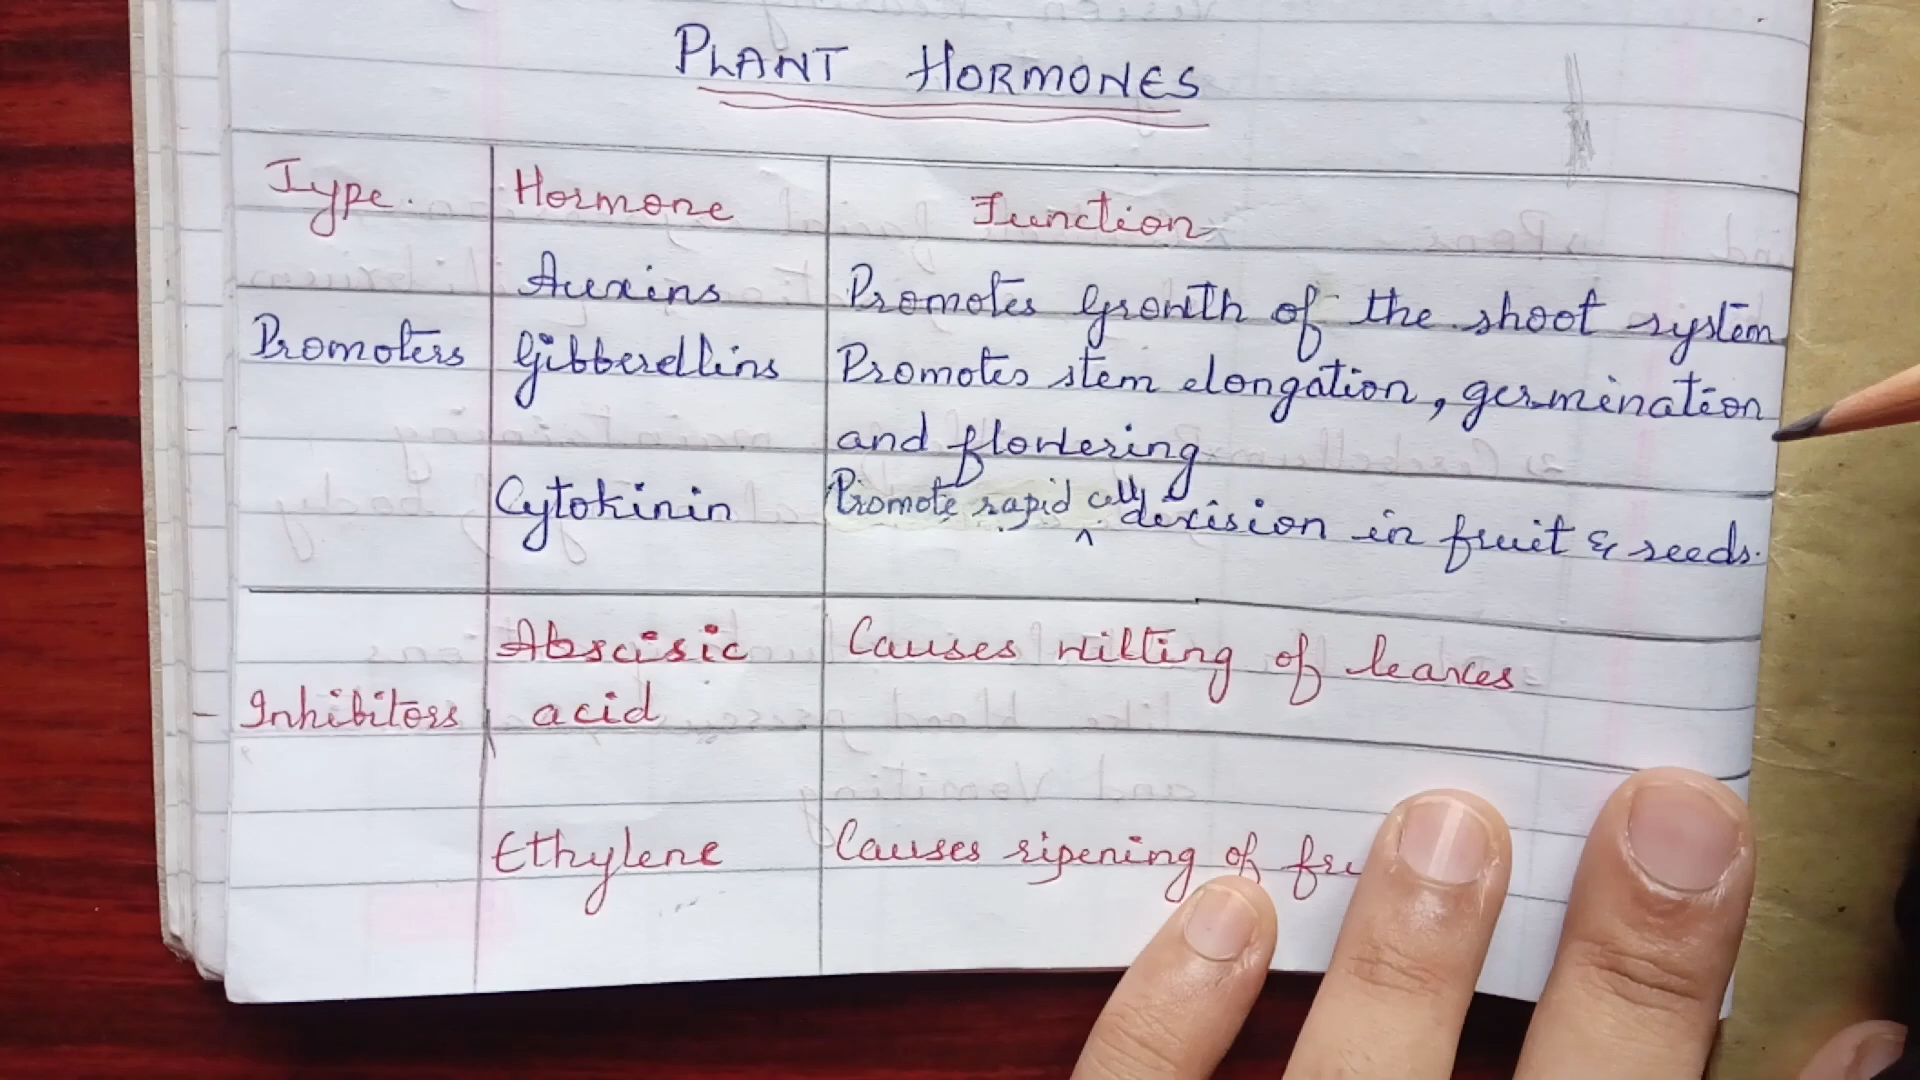 PLANT HORMONES
Type. Hormone Function
Auxins Promotes growth of the shoot system
Promoters Gibberellins Promotes stem elongation, germination
and flowering
Cytokinin Promote rapid cell division in fruit & seeds.
Abscisic Causes wilting of leaves
Inhibitors acid
Ethylene Causes ripening of